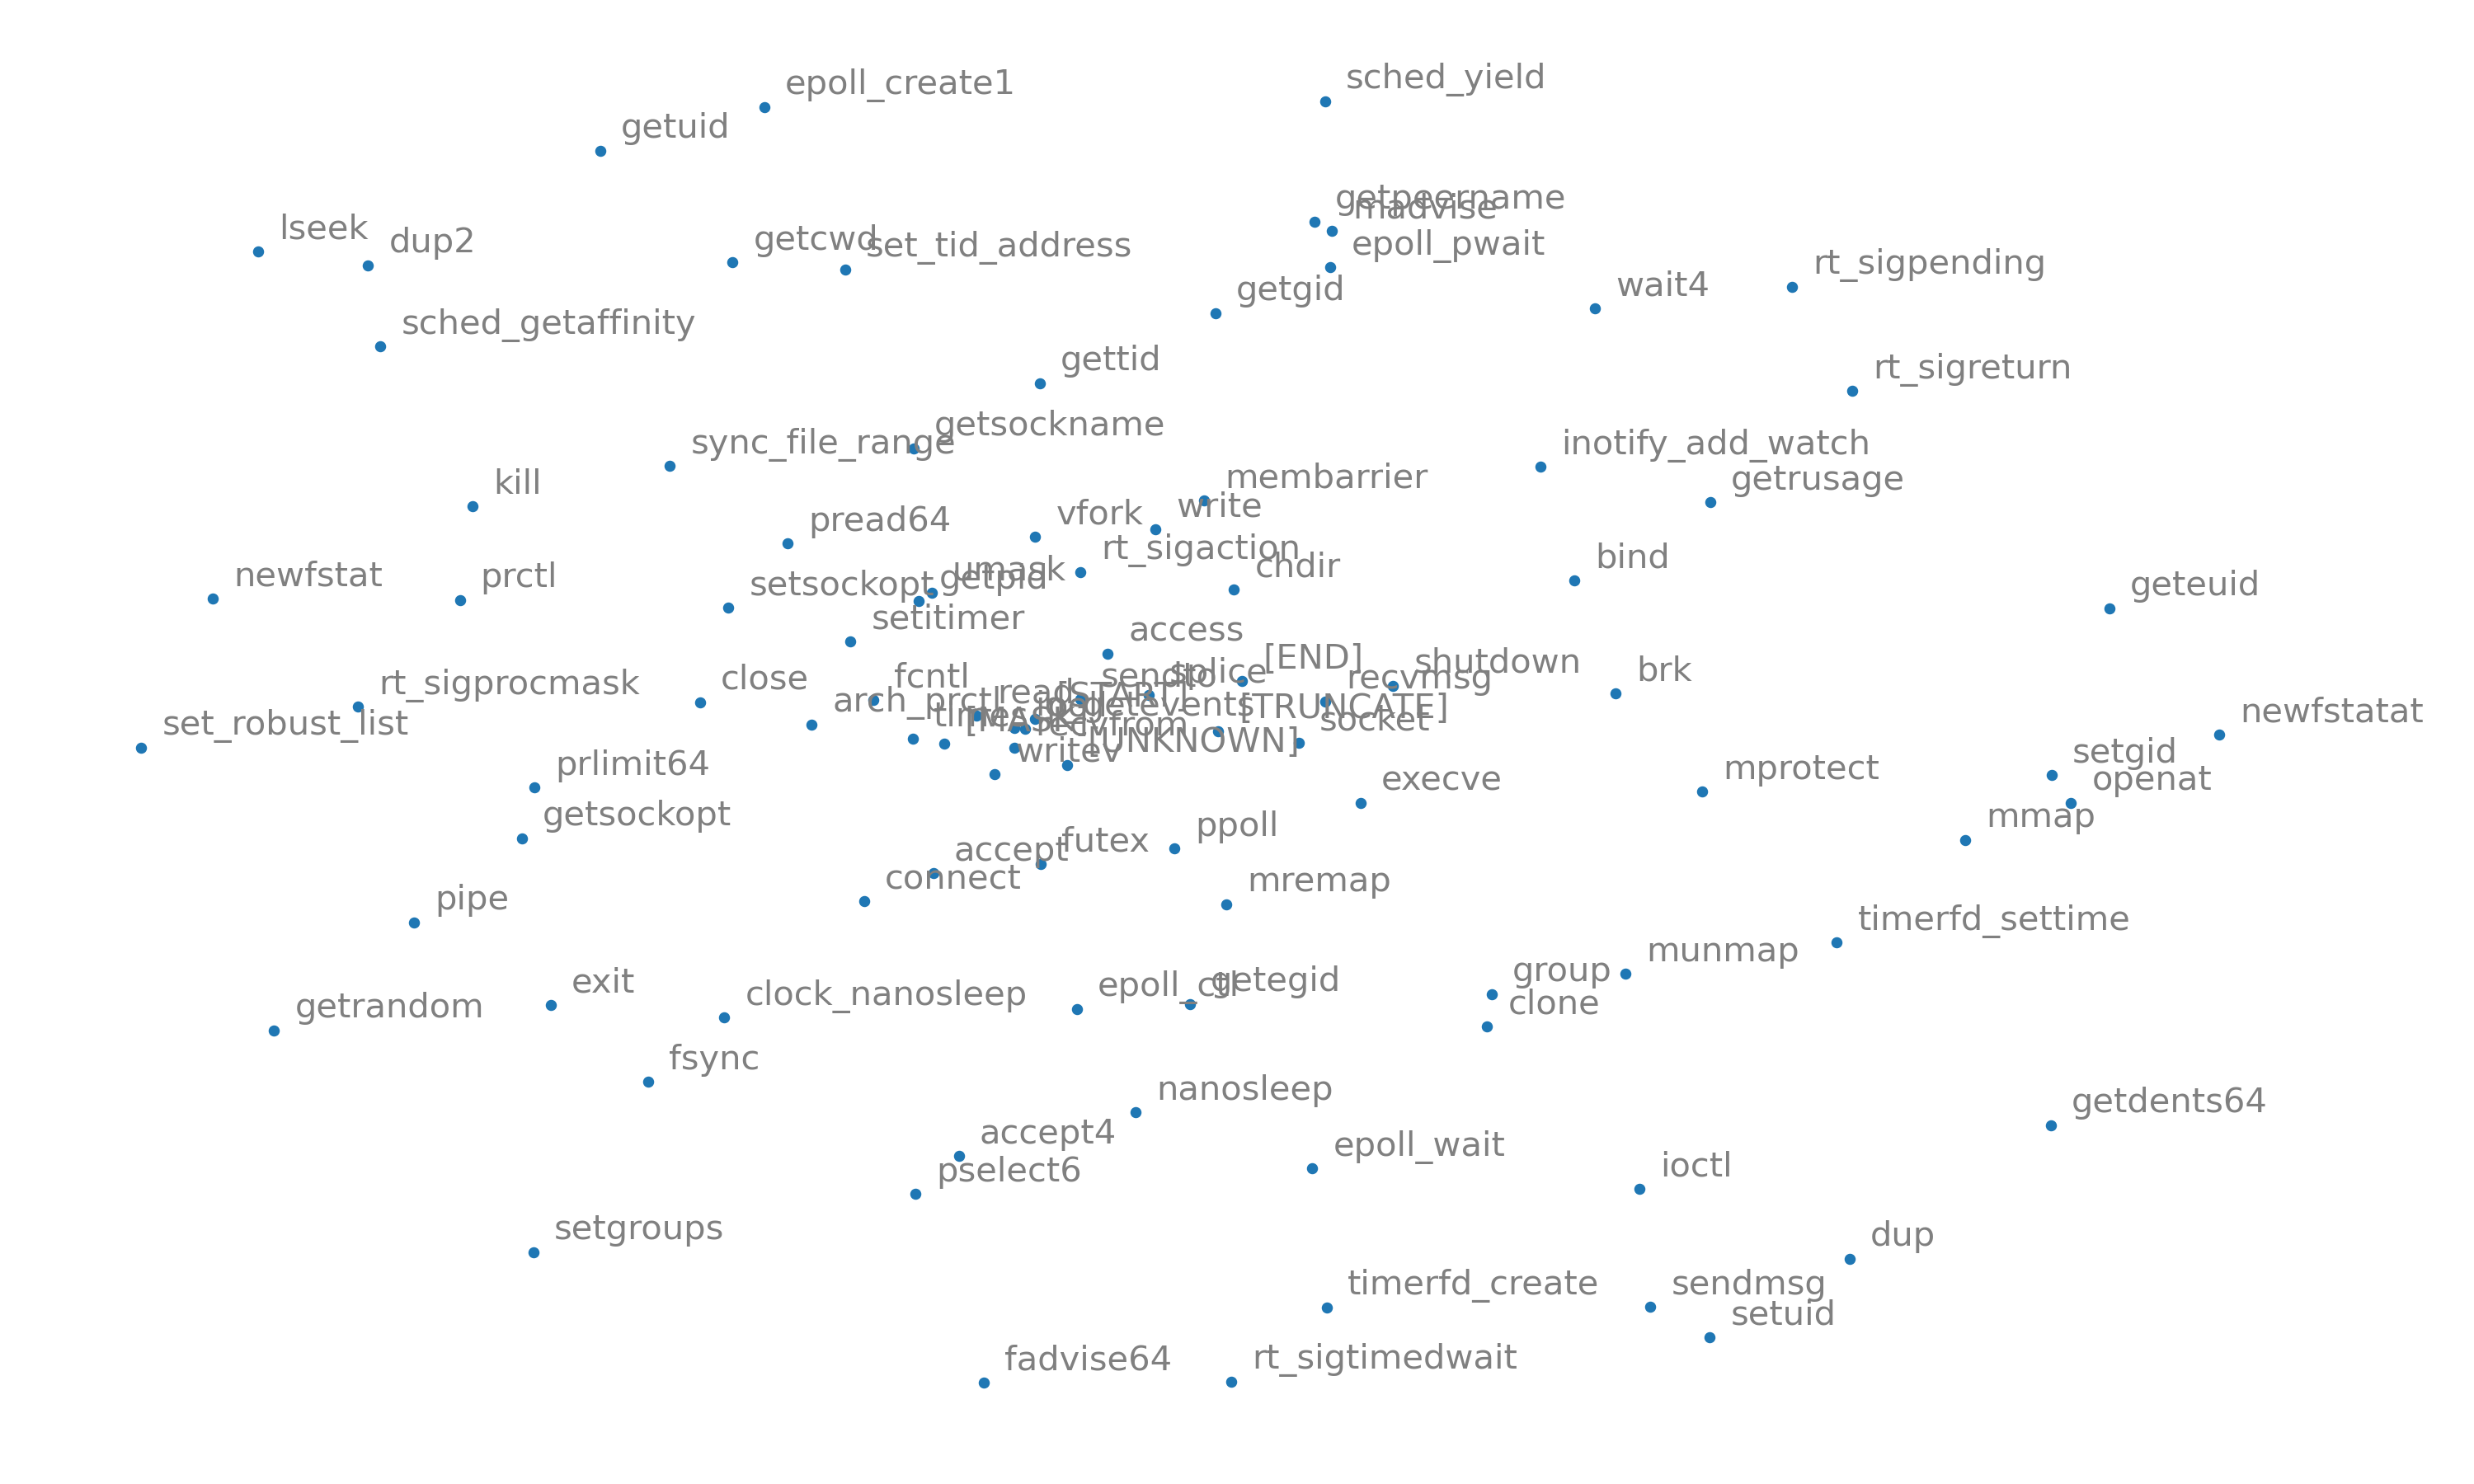 sched_yield
epoll_create1
getuid
getpeername
madvise
lseek
dup2
getcwd
set_tid_address
epoll_pwait
rt_sigpending
wait4
getgid
sched_getaffinity
gettid
rt_sigreturn
getsockname
sync_file_range
inotify_add_watch
membarrier
getrusage
kill
write
vfork
pread64
rt_sigaction
bind
chdir
umask
newfstat
prctl
getpid
setsockopt
geteuid
setitimer
access
[END]
shutdown
splice
sendto
fcntl
close
recvmsg
brk
rt_sigprocmask
read
[START]
arch_prctl
io_getevents
[TRUNCATE]
set_robust_list
[MASK]
recvfrom
socket
newfstatat
[UNKNOWN]
writev
setgid
prlimit64
mprotect
execve
openat
getsockopt
mmap
ppoll
futex
accept
connect
mremap
pipe
timerfd_settime
munmap
group
exit
getegid
epoll_ctl
clock_nanosleep
getrandom
clone
fsync
nanosleep
getdents64
accept4
epoll_wait
ioctl
pselect6
setgroups
dup
timerfd_create
sendmsg
setuid
fadvise64
rt_sigtimedwait